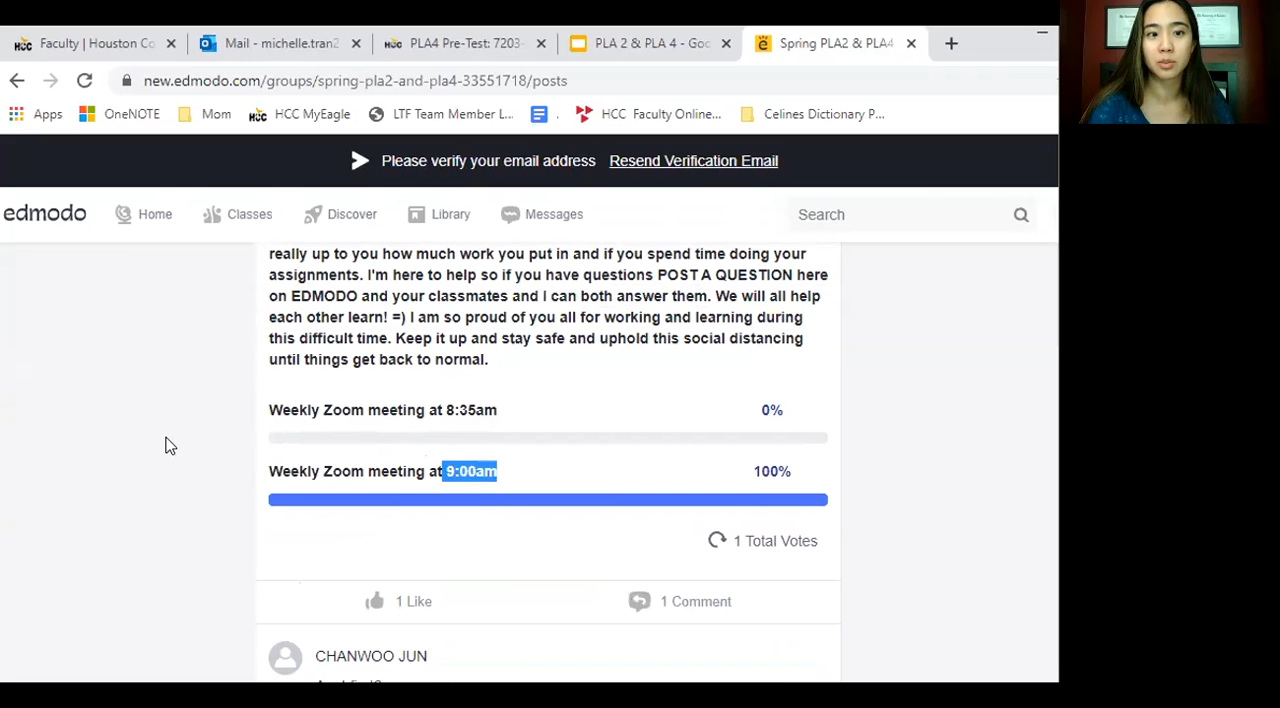 Faculty | Houston Co
Mail - michelle.tran2
PLA4 Pre-Test: 7203-
PLA 2 & PLA 4 - Goo
Spring PLA2 & PLA4
new.edmodo.com/groups/spring-pla2-and-pla4-33551718/posts
Apps
OneNOTE
Mom
HCC MyEagle
LTF Team Member L...
.
HCC Faculty Online...
Celines Dictionary P...
Please verify your email address Resend Verification Email
edmodo
Home
Classes
Discover
Library
Messages
Search
really up to you how much work you put in and if you spend time doing your
assignments. I'm here to help so if you have questions POST A QUESTION here
on EDMODO and your classmates and I can both answer them. We will all help
each other learn! =) I am so proud of you all for working and learning during
this difficult time. Keep it up and stay safe and uphold this social distancing
until things get back to normal.
Weekly Zoom meeting at 8:35am 0%
Weekly Zoom meeting at 9:00am 100%
1 Total Votes
1 Like
1 Comment
CHANWOO JUN